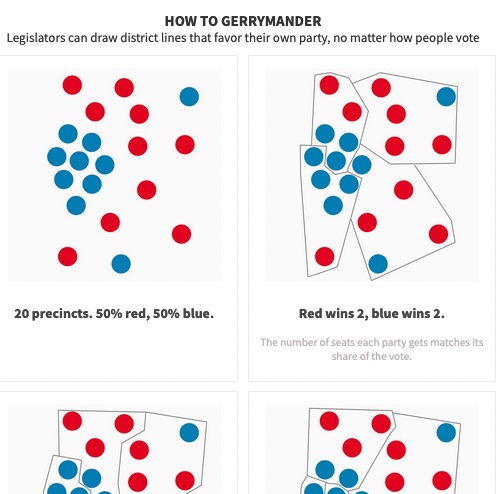 HOW TO GERRYMANDER
Legislators can draw district lines that favor their own party, no matter how people vote
20 precincts. 50% red, 50% blue.
Red wins 2, blue wins 2.
The number of seats each party gets matches its
share of the vote.